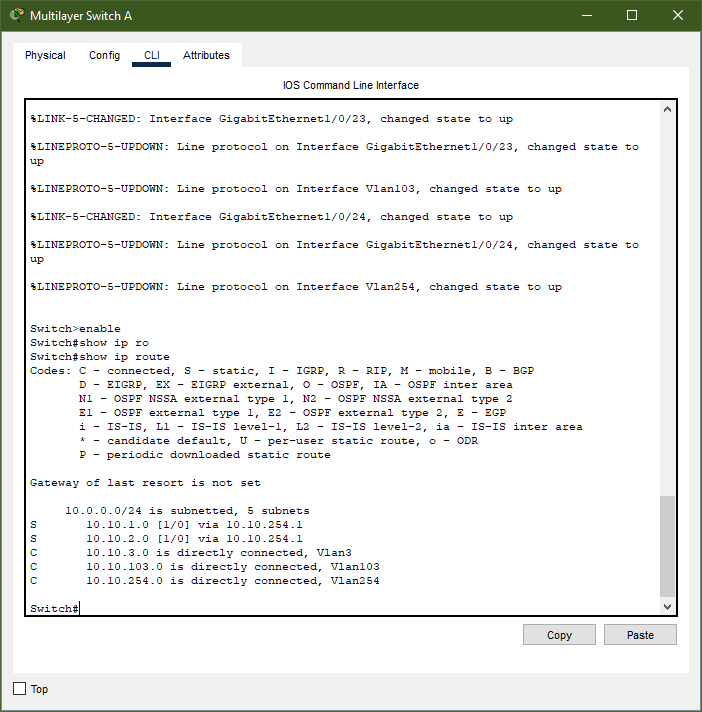 Multilayer Switch A
Physical Config CLI Attributes
IOS Command Line Interface
%LINK-5-CHANGED: Interface GigabitEthernet1/0/23, changed state to up
%LINEPROTO-5-UPDOWN: Line protocol on Interface GigabitEthernet1/0/23, changed state to
up
%LINEPROTO-5-UPDOWN: Line protocol on Interface Vlan103, changed state to up
%LINK-5-CHANGED: Interface GigabitEthernet1/0/24, changed state to up
%LINEPROTO-5-UPDOWN: Line protocol on Interface GigabitEthernet1/0/24, changed state to
up
%LINEPROTO-5-UPDOWN: Line protocol on Interface Vlan254, changed state to up
Switch>enable
Switch#show ip ro
Switch#show ip route
Codes: C - connected, S - static, I - IGRP, R - RIP, M - mobile, B - BGP
D - EIGRP, EX - EIGRP external, O - OSPF, IA - OSPF inter area
N1 - OSPF NSSA external type 1, N2 - OSPF NSSA external type 2
E1 - OSPF external type 1, E2 - OSPF external type 2, E - EGP
i - IS-IS, L1 - IS-IS level-1, L2 - IS-IS level-2, ia - IS-IS inter area
* - candidate default, U - per-user static route, o - ODR
P - periodic downloaded static route
Gateway of last resort is not set
10.0.0.0/24 is subnetted, 5 subnets
S 10.10.1.0 [1/0] via 10.10.254.1
S 10.10.2.0 [1/0] via 10.10.254.1
C 10.10.3.0 is directly connected, Vlan3
C 10.10.103.0 is directly connected, Vlan103
C 10.10.254.0 is directly connected, Vlan254
Switch#
Copy Paste
Top